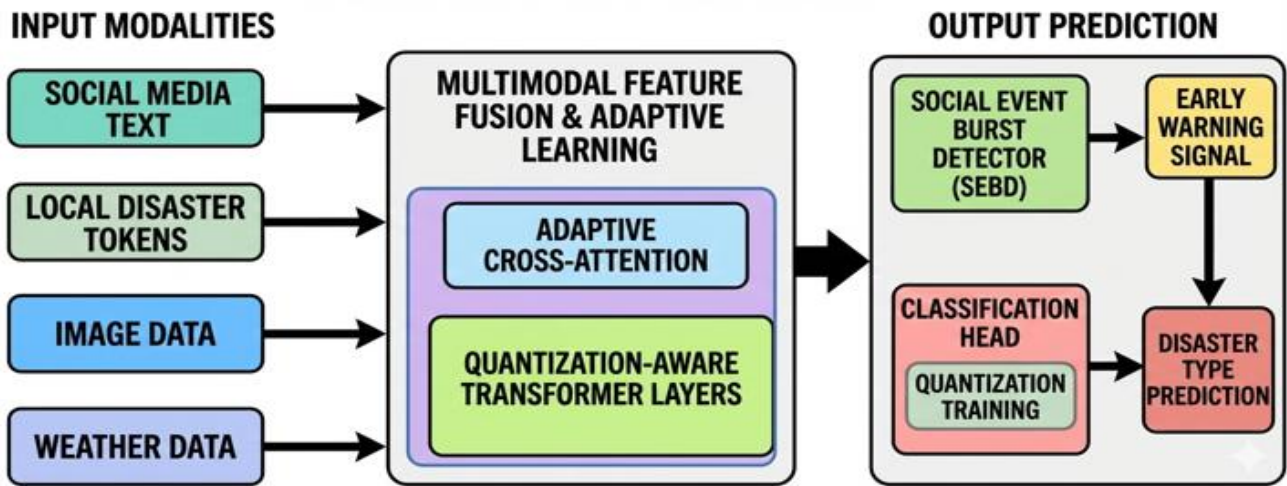 INPUT MODALITIES
SOCIAL MEDIA
TEXT
LOCAL DISASTER
TOKENS
IMAGE DATA
WEATHER DATA
MULTIMODAL FEATURE
FUSION & ADAPTIVE
LEARNING
ADAPTIVE
CROSS-ATTENTION
QUANTIZATION-AWARE
TRANSFORMER LAYERS
OUTPUT PREDICTION
SOCIAL EVENT
BURST
DETECTOR
(SEBD)
EARLY
WARNING
SIGNAL
CLASSIFICATION
HEAD
QUANTIZATION
TRAINING
DISASTER
TYPE
PREDICTION